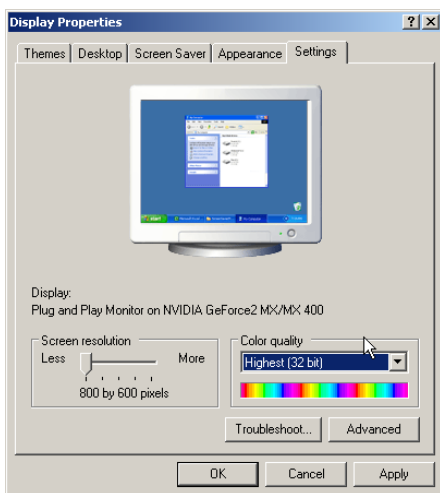 Display Properties
Themes Desktop Screen Saver Appearance Settings
start
Display:
Plug and Play Monitor on NVIDIA GeForce2 MX/MX 400
Screen resolution
Less More
800 by 600 pixels
Color quality
Highest (32 bit)
Troubleshoot... Advanced
OK Cancel Apply